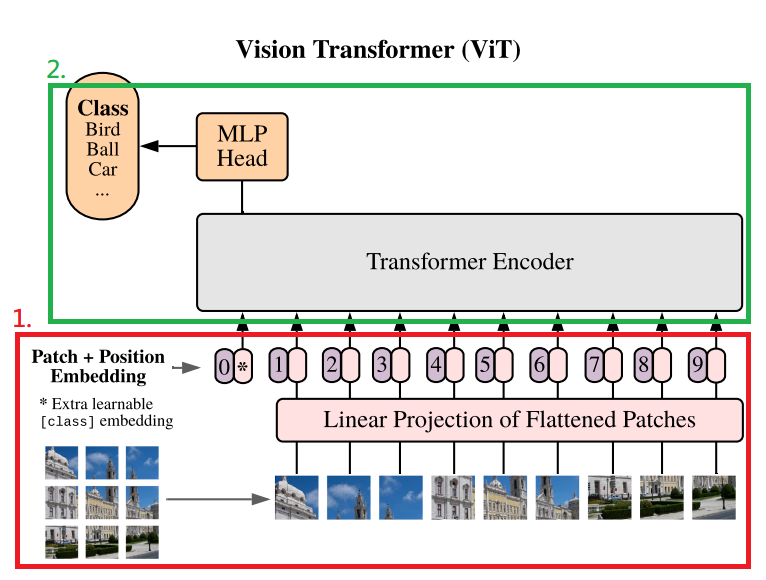 Vision Transformer (ViT)
2.
Class
Bird
Ball
Car
...
MLP
Head
Transformer Encoder
1.
Patch + Position
Embedding
0 * 1 2 3 4 5 6 7 8 9
* Extra learnable
[class] embedding
Linear Projection of Flattened Patches